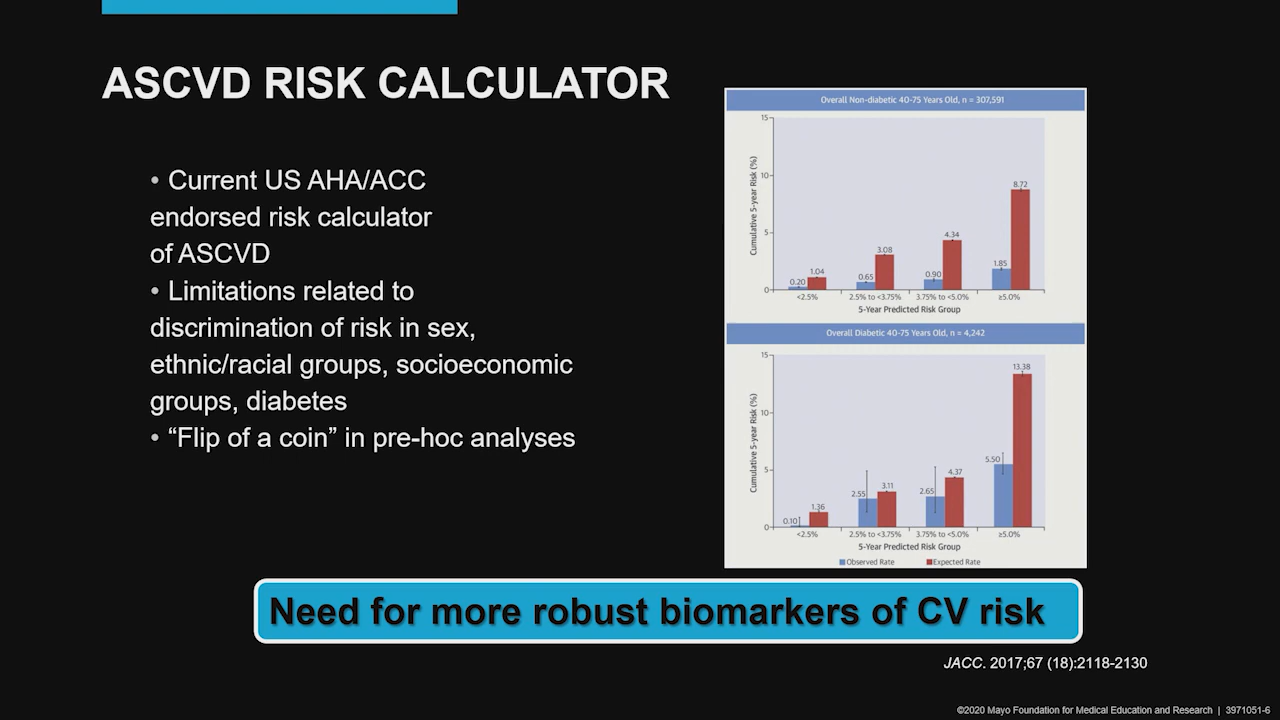 ASCVD RISK CALCULATOR
• Current US AHA/ACC
endorsed risk calculator
of ASCVD
• Limitations related to
discrimination of risk in sex,
ethnic/racial groups, socioeconomic
groups, diabetes
• “Flip of a coin” in pre-hoc analyses
Overall Non-diabetic 40-75 Years Old, n = 307,591
Cumulative 5-year Risk (%)
15
10
5
0
0.20
1.04
0.65
3.08
0.90
4.34
1.85
8.72
<2.5%
2.5% to <3.75%
3.75% to <5.0%
≥5.0%
5-Year Predicted Risk Group
Overall Diabetic 40-75 Years Old, n = 4,242
Cumulative 5-year Risk (%)
15
10
5
0
0.10
1.36
2.55
3.11
2.65
4.37
5.50
13.38
<2.5%
2.5% to <3.75%
3.75% to <5.0%
≥5.0%
5-Year Predicted Risk Group
Observed Rate
Expected Rate
Need for more robust biomarkers of CV risk
JACC. 2017;67 (18):2118-2130
©2020 Mayo Foundation for Medical Education and Research | 3971051-6